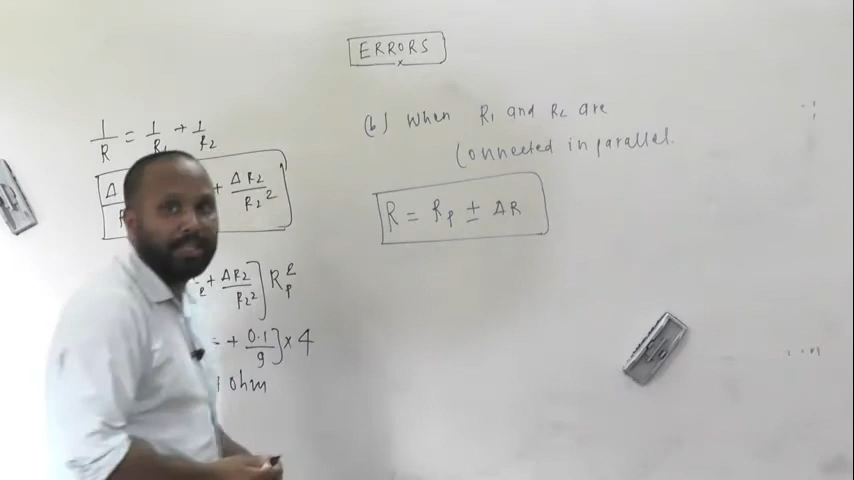 ERRORS
1/R = 1/R₁ + 1/R₂
Δ + ΔR₂/R₂²
+ ΔR₂/R₂²] Rₚ²
+ 0.1/9] × 4
ohm
(b) When R₁ and R₂ are
Connected in parallel.
R = Rₚ ± ΔR